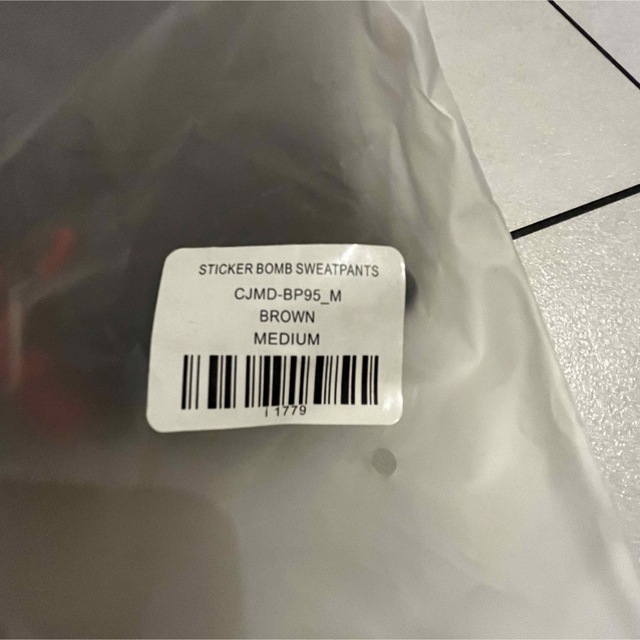 STICKER BOMB SWEATPANTS
CJMD-BP95_M
BROWN
MEDIUM
i 1779